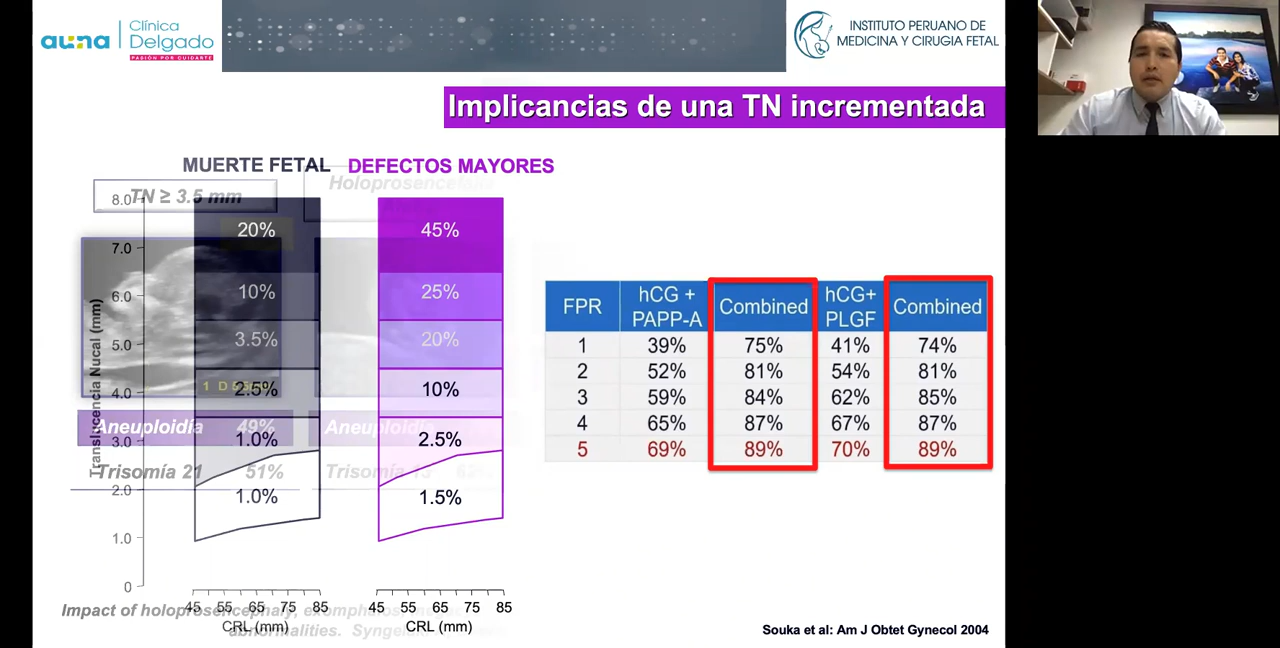 auna
Clínica
Delgado
PASIÓN POR CUIDARTE
INSTITUTO PERUANO DE
MEDICINA Y CIRUGIA FETAL
Implicancias de una TN incrementada
MUERTE FETAL
DEFECTOS MAYORES
TN ≥ 3.5 mm
8.0
7.0
6.0
5.0
4.0
3.0
2.0
1.0
0
Translucencia Nucal (mm)
20%
10%
3.5%
2.5%
1.0%
1.0%
45%
25%
20%
10%
2.5%
1.5%
Aneuploidía 49%
Trisomía 21 51%
45 55 65 75 85
CRL (mm)
45 55 65 75 85
CRL (mm)
FPR hCG + PAPP-A Combined hCG+ PLGF Combined
1 39% 75% 41% 74%
2 52% 81% 54% 81%
3 59% 84% 62% 85%
4 65% 87% 67% 87%
5 69% 89% 70% 89%
Impact of holoprosencephaly,
abnormalities.
Souka et al: Am J Obtet Gynecol 2004